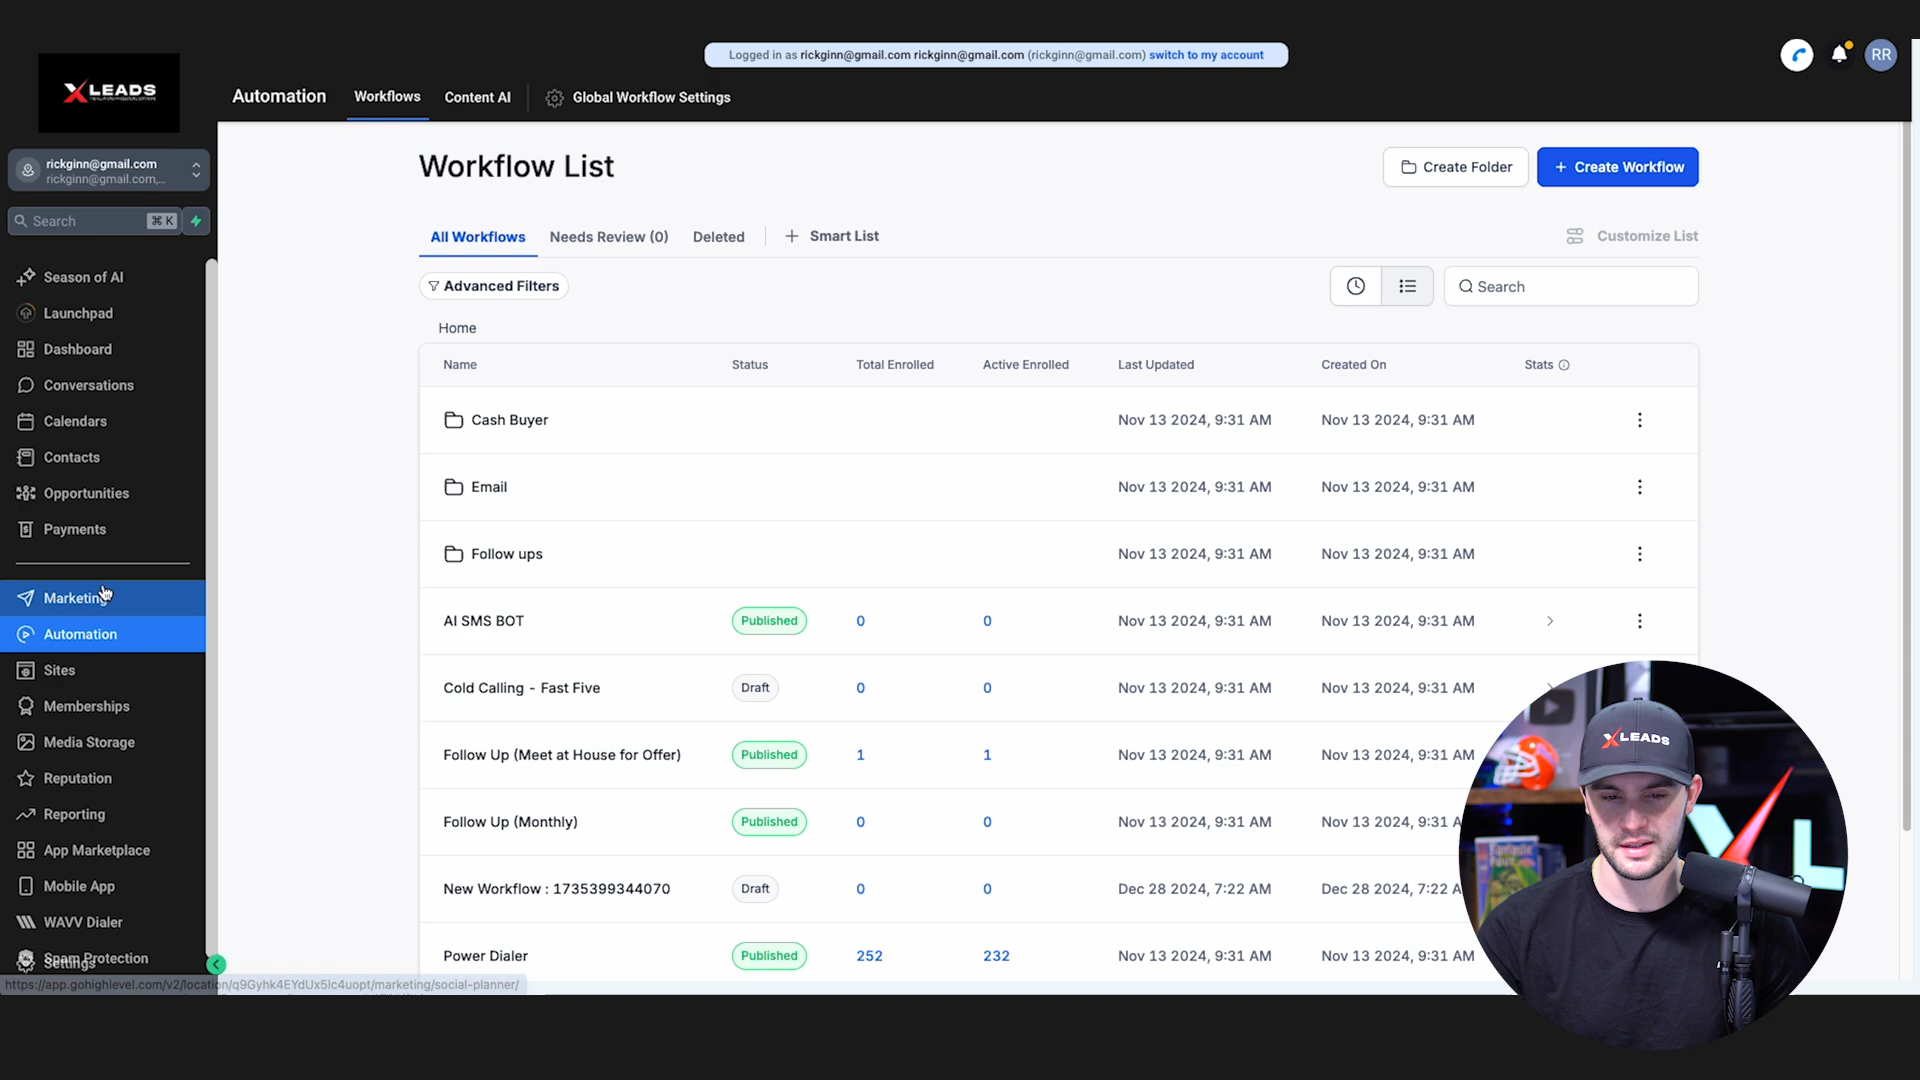 Logged in as rickginn@gmail.com rickginn@gmail.com (rickginn@gmail.com) switch to my account
RR
XLEADS
Automation
Workflows
Content AI
Global Workflow Settings
rickginn@gmail.com
rickginn@gmail.com,...
Search
⌘ K
Season of AI
Launchpad
Dashboard
Conversations
Calendars
Contacts
Opportunities
Payments
Marketing
Automation
Sites
Memberships
Media Storage
Reputation
Reporting
App Marketplace
Mobile App
WAVV Dialer
Spam Protection
Settings
https://app.gohighlevel.com/v2/location/q9Gyhk4EYdUx5lc4uopt/marketing/social-planner/
Workflow List
Create Folder
+ Create Workflow
All Workflows
Needs Review (0)
Deleted
+ Smart List
Customize List
Advanced Filters
Search
Home
Name Status Total Enrolled Active Enrolled Last Updated Created On Stats
Cash Buyer Nov 13 2024, 9:31 AM Nov 13 2024, 9:31 AM
Email Nov 13 2024, 9:31 AM Nov 13 2024, 9:31 AM
Follow ups Nov 13 2024, 9:31 AM Nov 13 2024, 9:31 AM
AI SMS BOT Published 0 0 Nov 13 2024, 9:31 AM Nov 13 2024, 9:31 AM
Cold Calling - Fast Five Draft 0 0 Nov 13 2024, 9:31 AM Nov 13 2024, 9:31 AM
Follow Up (Meet at House for Offer) Published 1 1 Nov 13 2024, 9:31 AM Nov 13 2024, 9:31 AM
Follow Up (Monthly) Published 0 0 Nov 13 2024, 9:31 AM Nov 13 2024, 9:31 A
New Workflow : 1735399344070 Draft 0 0 Dec 28 2024, 7:22 AM Dec 28 2024, 7:22 A
Power Dialer Published 252 232 Nov 13 2024, 9:31 AM Nov 13 2024, 9:31 AM
XLEADS
XL